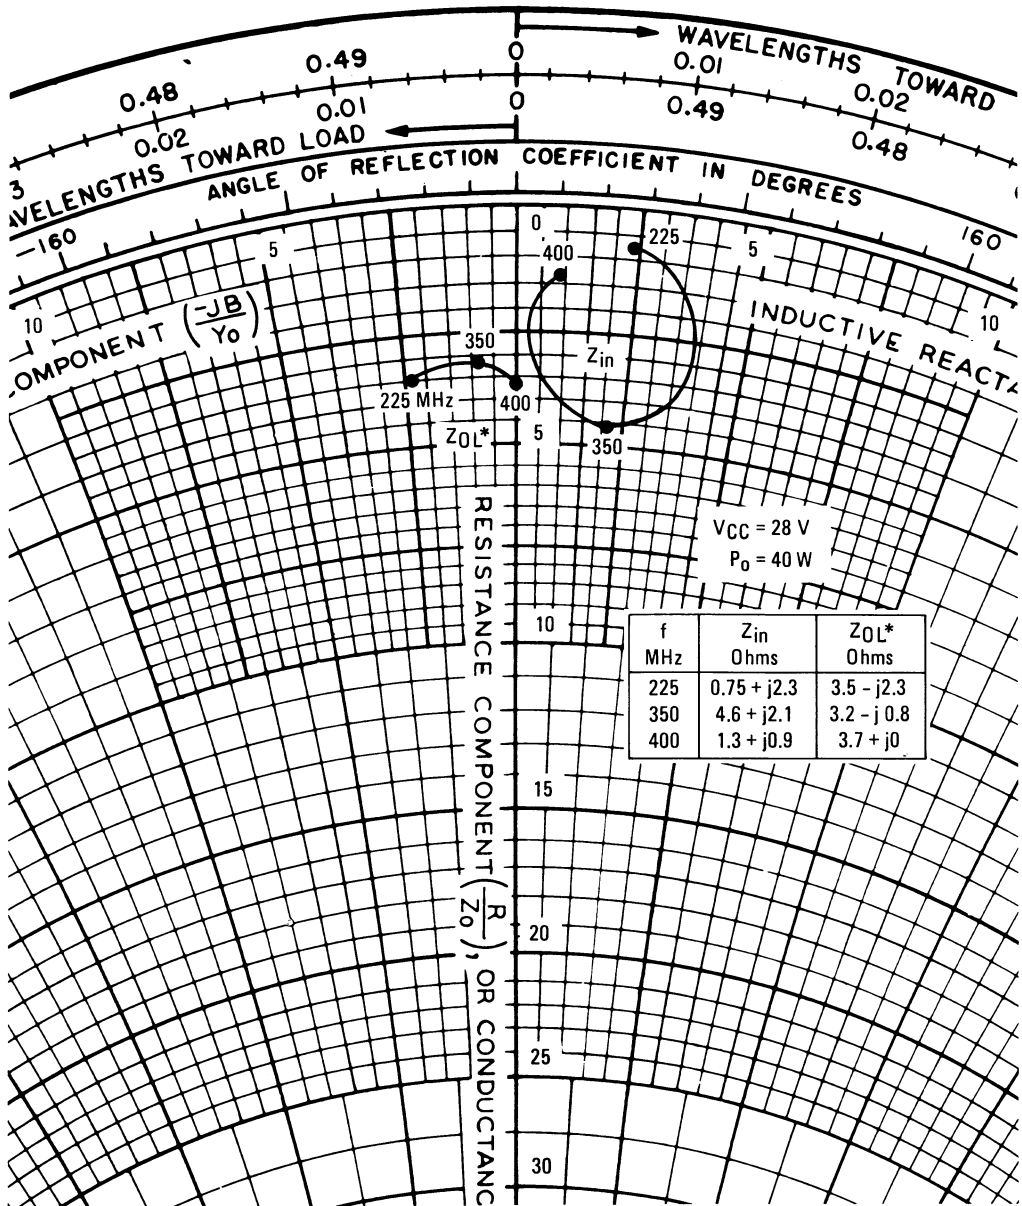 WAVELENGTHS TOWARD
0.48
0.49
0
0.01
0.02
3
0.02
0.01
0
0.49
0.48
AVELENGTHS TOWARD LOAD
ANGLE OF REFLECTION COEFFICIENT IN DEGREES
-160
160
10
5
0
5
10
OMPONENT (-JB/Yo)
INDUCTIVE REACTA
400
225
350
Zin
225 MHz
400
ZOL*
5
350
VCC = 28 V
Po = 40 W
10
f MHz Zin Ohms ZOL* Ohms
225 0.75 + j2.3 3.5 – j2.3
350 4.6 + j2.1 3.2 – j 0.8
400 1.3 + j0.9 3.7 + j0
15
20
25
30
RESISTANCE COMPONENT (R/Zo), OR CONDUCTANC